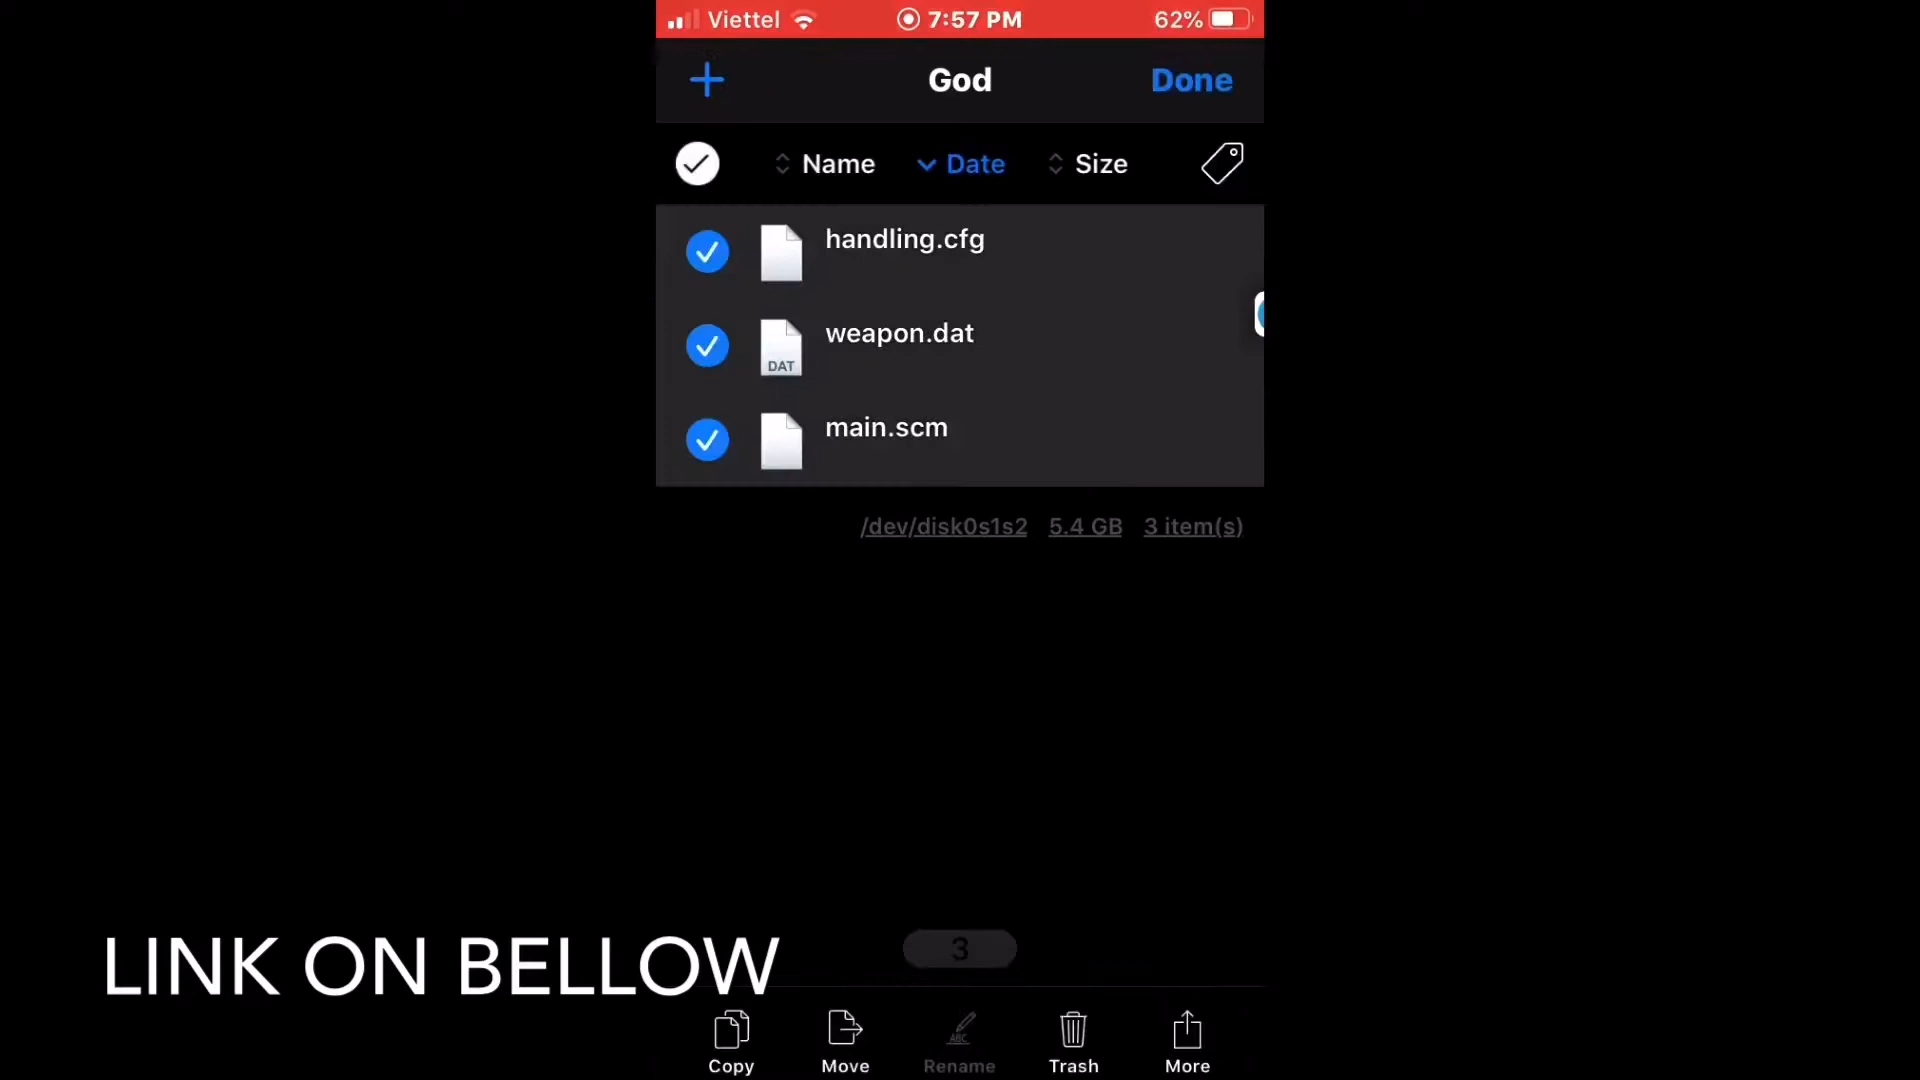 Viettel 7:57 PM 62%
God Done
Name Date Size
handling.cfg
weapon.dat
DAT
main.scm
/dev/disk0s1s2 5.4 GB 3 item(s)
3
LINK ON BELLOW
ABC
Copy Move Rename Trash More